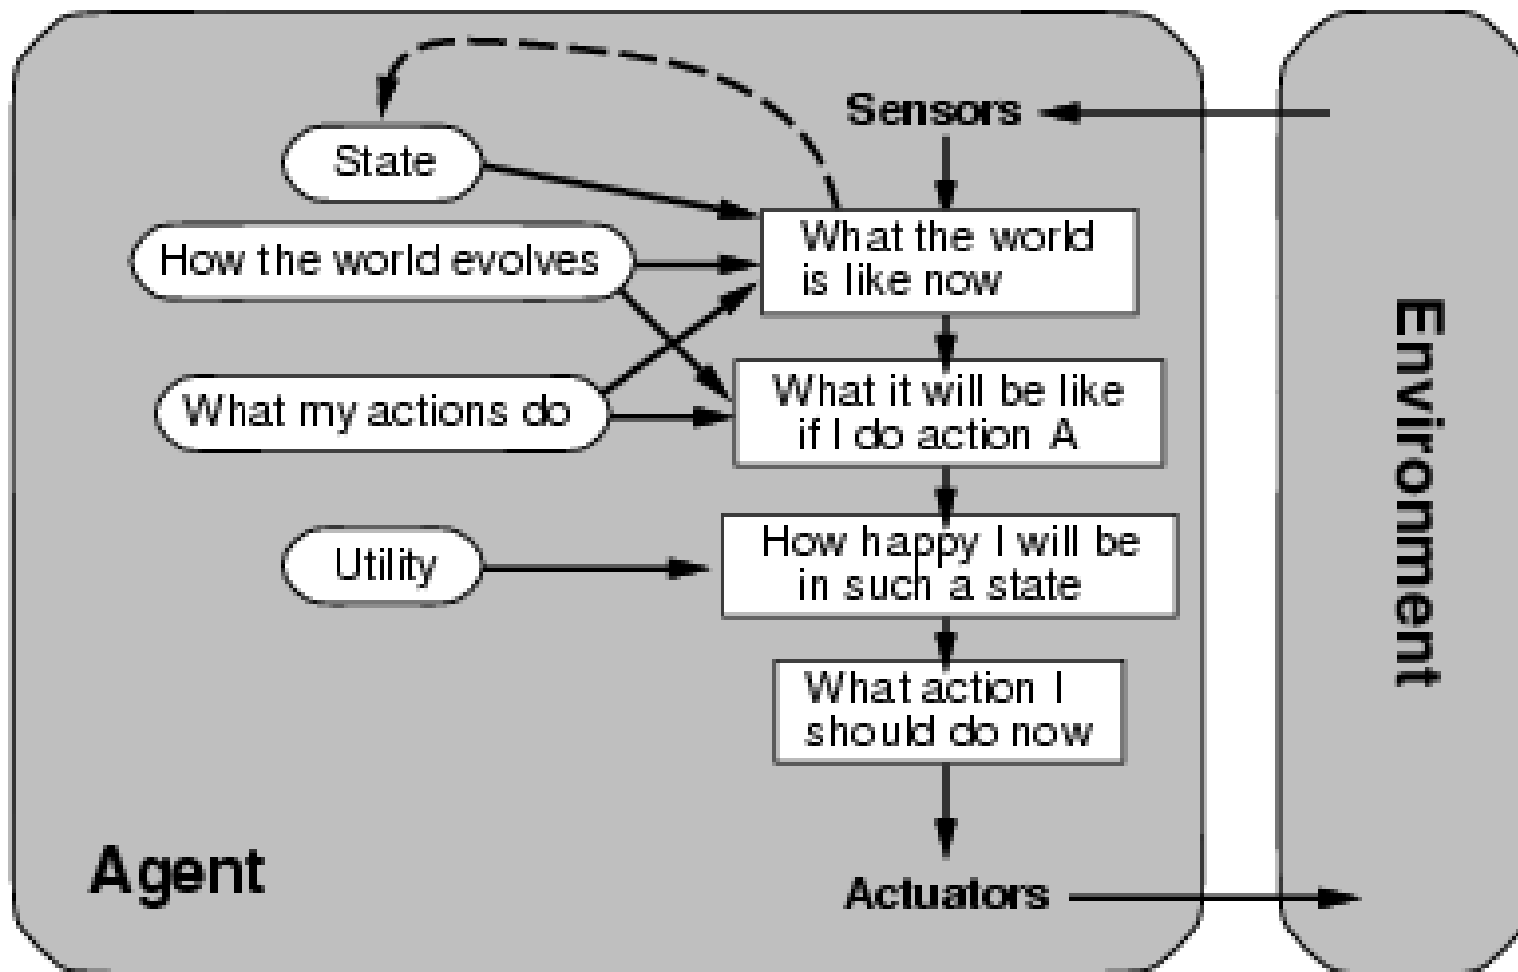 Sensors
State
What the world
is like now
How the world evolves
What my actions do
What it will be like
if I do action A
Utility
How happy I will be
in such a state
What action I
should do now
Agent
Actuators
Environment